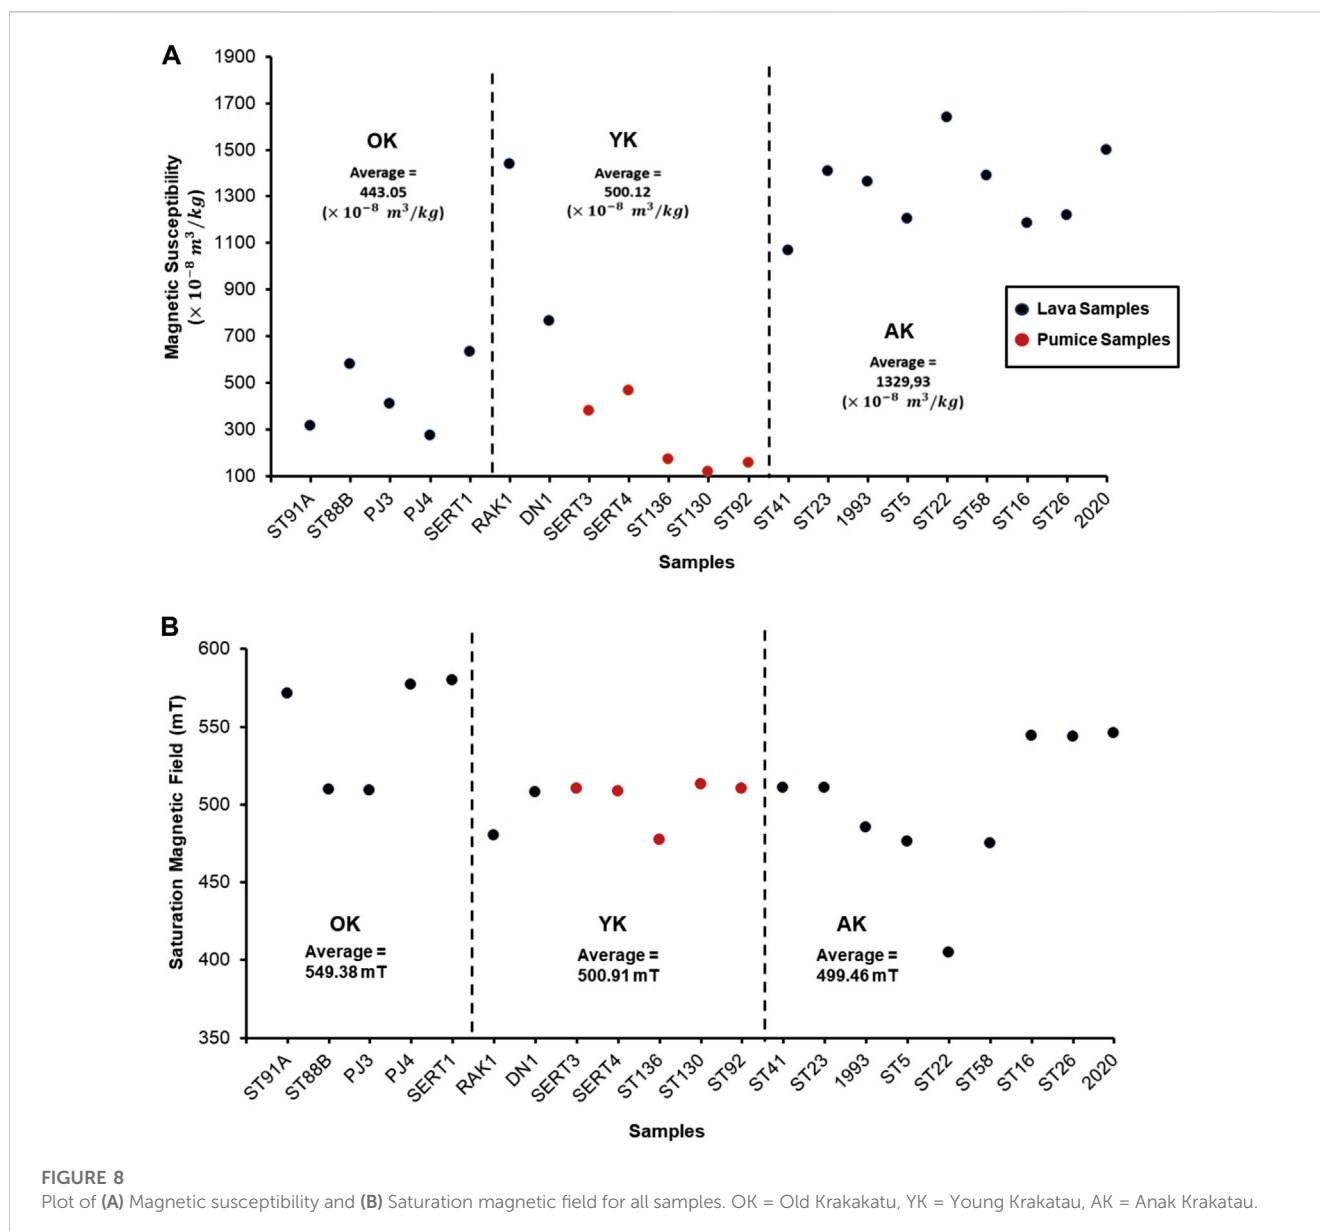 A
1900
1700
1500
1300
1100
900
700
500
300
100
Magnetic Susceptibility
(× 10⁻⁸ m³/kg)
OK
Average =
443.05
(× 10⁻⁸ m³/kg)
YK
Average =
500.12
(× 10⁻⁸ m³/kg)
AK
Average =
1329,93
(× 10⁻⁸ m³/kg)
Lava Samples
Pumice Samples
ST91A
ST88B
PJ3
PJ4
SERT1
RAK1
DN1
SERT3
SERT4
ST136
ST130
ST92
ST41
ST23
1993
ST5
ST22
ST58
ST16
ST26
2020
Samples
B
600
550
500
450
400
350
Saturation Magnetic Field (mT)
OK
Average =
549.38 mT
YK
Average =
500.91 mT
AK
Average =
499.46 mT
ST91A
ST88B
PJ3
PJ4
SERT1
RAK1
DN1
SERT3
SERT4
ST136
ST130
ST92
ST41
ST23
1993
ST5
ST22
ST58
ST16
ST26
2020
Samples
FIGURE 8
Plot of (A) Magnetic susceptibility and (B) Saturation magnetic field for all samples. OK = Old Krakakatu, YK = Young Krakatau, AK = Anak Krakatau.